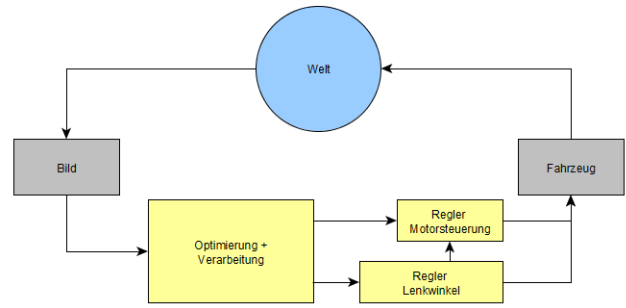 Welt
Bild
Fahrzeug
Optimierung +
Verarbeitung
Regler
Motorsteuerung
Regler
Lenkwinkel